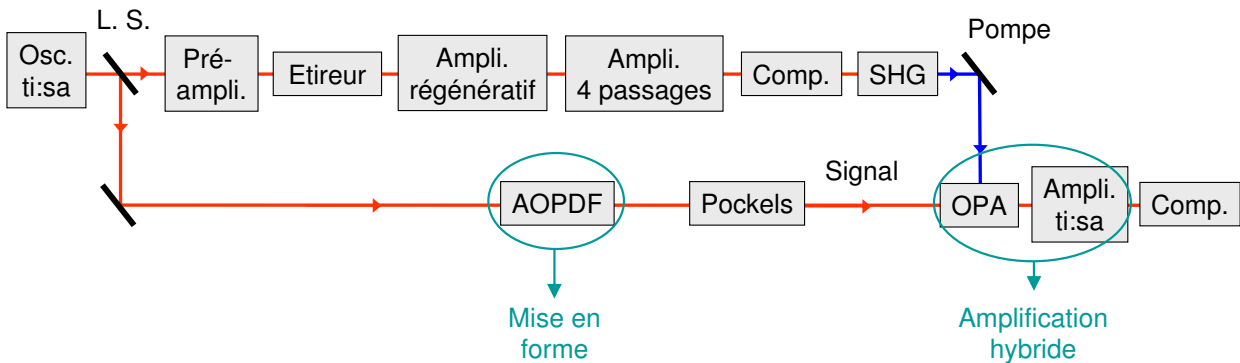 L. S.
Pompe
Osc.
ti:sa
Pré-
ampli.
Etireur
Ampli.
régénératif
Ampli.
4 passages
Comp.
SHG
Signal
AOPDF
Pockels
OPA
Ampli.
ti:sa
Comp.
Mise en
forme
Amplification
hybride